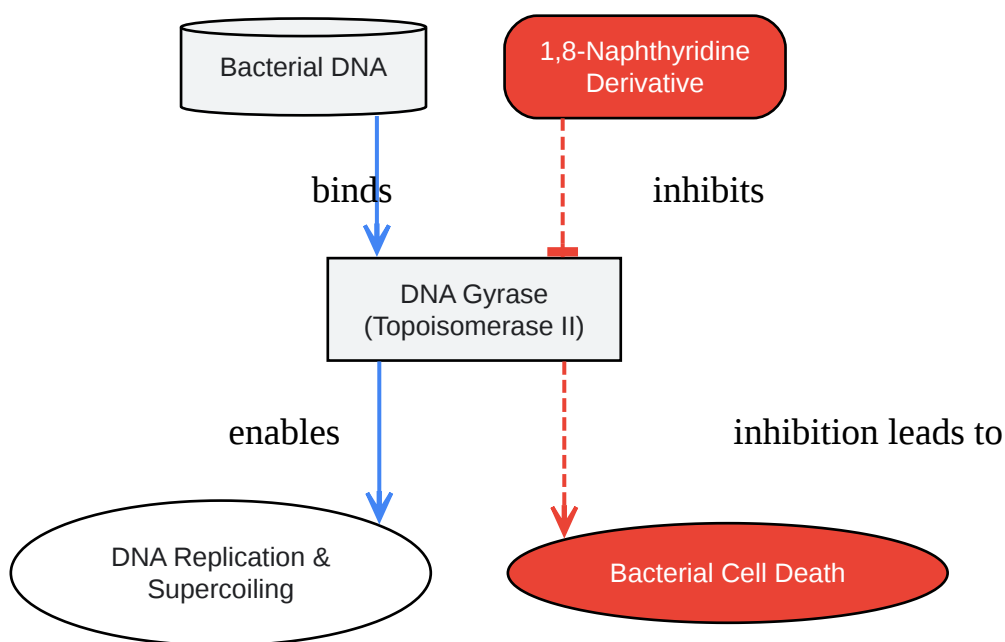 Bacterial DNA
1,8-Naphthyridine
Derivative
binds
inhibits
DNA Gyrase
(Topoisomerase II)
enables
inhibition leads to
DNA Replication &
Supercoiling
Bacterial Cell Death